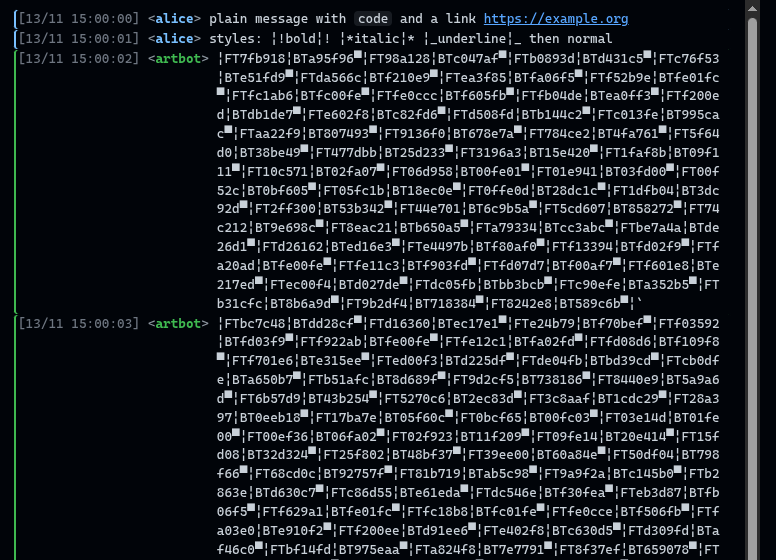 [13/11 15:00:00] <alice> plain message with code and a link https://example.org
[13/11 15:00:01] <alice> styles: ¦!bold¦! ¦*italic¦* ¦_underline¦_ then normal
[13/11 15:00:02] <artbot> ¦FT7fb918¦BTa95f96▀¦FT98a128¦BTc047af▀¦FTb0893d¦BTd431c5▀¦FTc76f53
¦BTe51fd9▀¦FTda566c¦BTf210e9▀¦FTea3f85¦BTfa06f5▀¦FTf52b9e¦BTfe01fc
▀¦FTfc1ab6¦BTfc00fe▀¦FTfe0ccc¦BTf605fb▀¦FTfb04de¦BTea0ff3▀¦FTf200e
d¦BTdb1de7▀¦FTe602f8¦BTc82fd6▀¦FTd508fd¦BTb144c2▀¦FTc013fe¦BT995ca
c▀¦FTaa22f9¦BT807493▀¦FT9136f0¦BT678e7a▀¦FT784ce2¦BT4fa761▀¦FT5f64
d0¦BT38be49▀¦FT477dbb¦BT25d233▀¦FT3196a3¦BT15e420▀¦FT1faf8b¦BT09f1
11▀¦FT10c571¦BT02fa07▀¦FT06d958¦BT00fe01▀¦FT01e941¦BT03fd00▀¦FT00f
52c¦BT0bf605▀¦FT05fc1b¦BT18ec0e▀¦FT0ffe0d¦BT28dc1c▀¦FT1dfb04¦BT3dc
92d▀¦FT2ff300¦BT53b342▀¦FT44e701¦BT6c9b5a▀¦FT5cd607¦BT858272▀¦FT74
c212¦BT9e698c▀¦FT8eac21¦BTb650a5▀¦FTa79334¦BTcc3abc▀¦FTbe7a4a¦BTde
26d1▀¦FTd26162¦BTed16e3▀¦FTe4497b¦BTf80af0▀¦FTf13394¦BTfd02f9▀¦FTf
a20ad¦BTfe00fe▀¦FTfe11c3¦BTf903fd▀¦FTfd07d7¦BTf00af7▀¦FTf601e8¦BTe
217ed▀¦FTec00f4¦BTd027de▀¦FTdc05fb¦BTbb3bcb▀¦FTc90efe¦BTa352b5▀¦FT
b31cfc¦BT8b6a9d▀¦FT9b2df4¦BT718384▀¦FT8242e8¦BT589c6b▀¦`
[13/11 15:00:03] <artbot> ¦FTbc7c48¦BTdd28cf▀¦FTd16360¦BTec17e1▀¦FTe24b79¦BTf70bef▀¦FTf03592
¦BTfd03f9▀¦FTf922ab¦BTfe00fe▀¦FTfe12c1¦BTfa02fd▀¦FTfd08d6¦BTf109f8
▀¦FTf701e6¦BTe315ee▀¦FTed00f3¦BTd225df▀¦FTde04fb¦BTbd39cd▀¦FTcb0df
e¦BTa650b7▀¦FTb51afc¦BT8d689f▀¦FT9d2cf5¦BT738186▀¦FT8440e9¦BT5a9a6
d▀¦FT6b57d9¦BT43b254▀¦FT5270c6¦BT2ec83d▀¦FT3c8aaf¦BT1cdc29▀¦FT28a3
97¦BT0eeb18▀¦FT17ba7e¦BT05f60c▀¦FT0bcf65¦BT00fc03▀¦FT03e14d¦BT01fe
00▀¦FT00ef36¦BT06fa02▀¦FT02f923¦BT11f209▀¦FT09fe14¦BT20e414▀¦FT15f
d08¦BT32d324▀¦FT25f802¦BT48bf37▀¦FT39ee00¦BT60a84e▀¦FT50df04¦BT798
f66▀¦FT68cd0c¦BT92757f▀¦FT81b719¦BTab5c98▀¦FT9a9f2a¦BTc145b0▀¦FTb2
863e¦BTd630c7▀¦FTc86d55¦BTe61eda▀¦FTdc546e¦BTf30fea▀¦FTeb3d87¦BTfb
06f5▀¦FTf629a1¦BTfe01fc▀¦FTfc18b8¦BTfc01fe▀¦FTfe0cce¦BTf506fb▀¦FTf
a03e0¦BTe910f2▀¦FTf200ee¦BTd91ee6▀¦FTe402f8¦BTc630d5▀¦FTd309fd¦BTa
f46c0▀¦FTbf14fd¦BT975eaa▀¦FTa824f8¦BT7e7791▀¦FT8f37ef¦BT659078▀¦FT